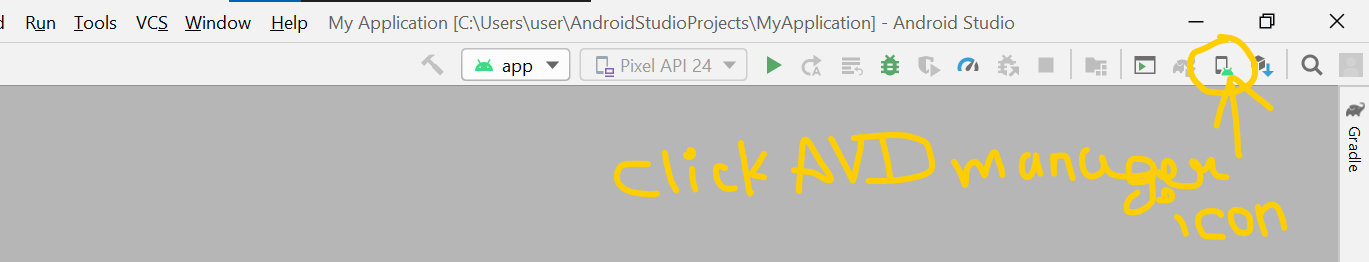 Run Tools VCS Window Help My Application [C:\Users\user\AndroidStudioProjects\MyApplication] - Android Studio
app Pixel API 24
Gradle
click AVD manager
icon